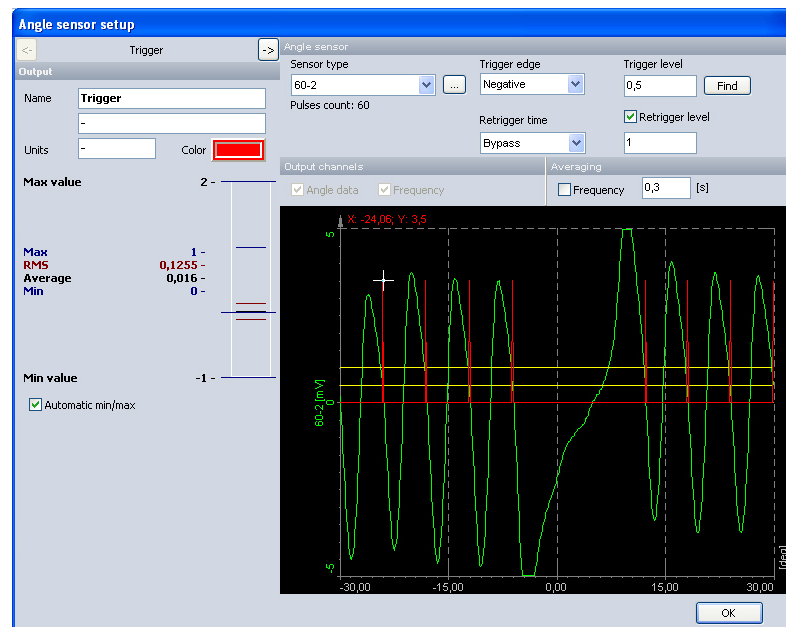 Angle sensor setup
<- Trigger ->
Output
Name Trigger
-
Units - Color
Max value 2 -
Max 1 -
RMS 0,1255 -
Average 0,016 -
Min 0 -
Min value -1 -
Automatic min/max
Angle sensor
Sensor type Trigger edge Trigger level
60-2 ... Negative 0,5 Find
Pulses count: 60
Retrigger time Retrigger level
Bypass 1
Output channels Averaging
Angle data Frequency Frequency 0,3 [s]
X: -24,06; Y: 3,5
5
60-2 [mV]
0
-5
-30,00 -15,00 0,00 15,00 30,00
[deg]
OK